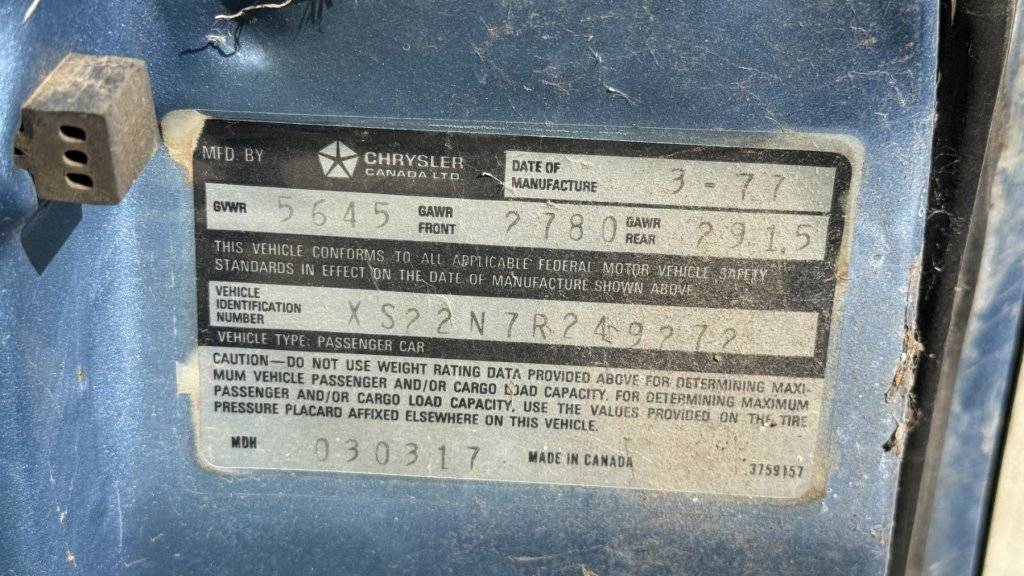 MFD. BY CHRYSLER CANADA LTD. DATE OF MANUFACTURE 3-77
GVWR 5645 GAWR FRONT 2780 GAWR REAR 2915
THIS VEHICLE CONFORMS TO ALL APPLICABLE FEDERAL MOTOR VEHICLE SAFETY
STANDARDS IN EFFECT ON THE DATE OF MANUFACTURE SHOWN ABOVE
VEHICLE IDENTIFICATION NUMBER XS22N7R249272
VEHICLE TYPE: PASSENGER CAR
CAUTION—DO NOT USE WEIGHT RATING DATA PROVIDED ABOVE FOR DETERMINING MAXI-
MUM VEHICLE PASSENGER AND/OR CARGO LOAD CAPACITY. FOR DETERMINING MAXIMUM
PASSENGER AND/OR CARGO LOAD CAPACITY, USE THE VALUES PROVIDED ON THE TIRE
PRESSURE PLACARD AFFIXED ELSEWHERE ON THIS VEHICLE.
MDH 030317 MADE IN CANADA 3759157